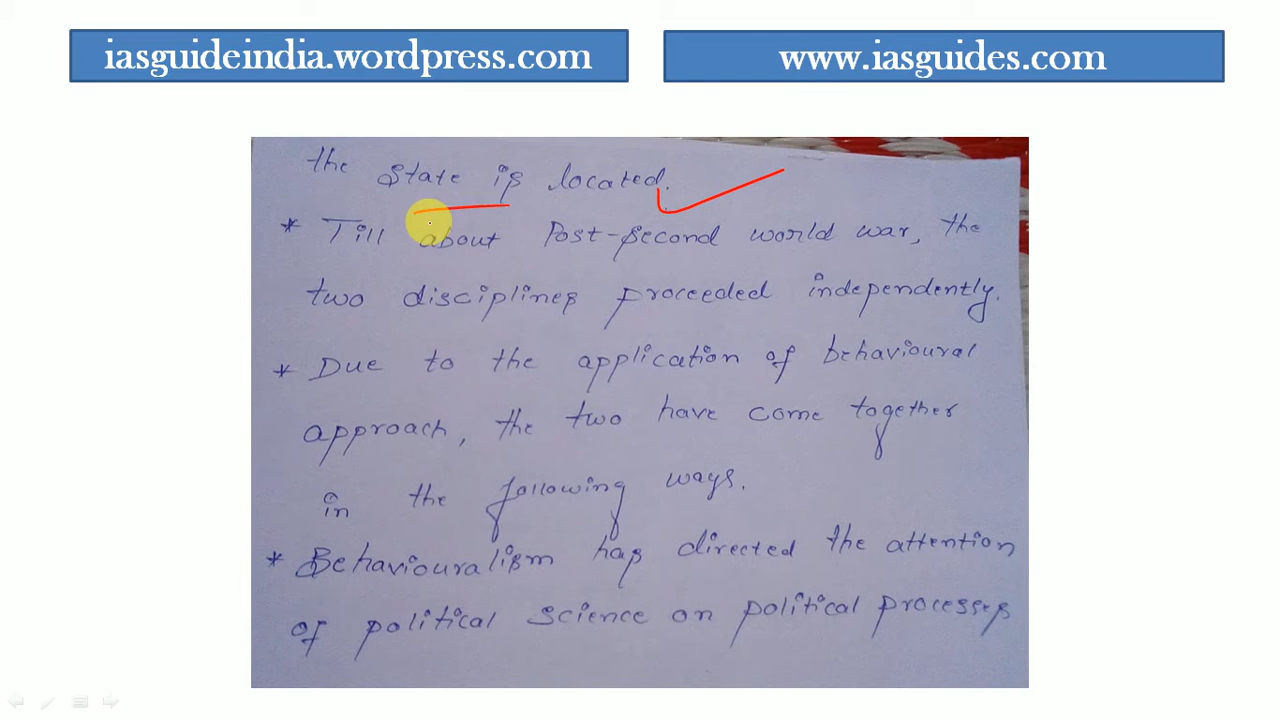 iasguideindia.wordpress.com
www.iasguides.com
the State is located.
* Till about Post-Second world war, the
two disciplines proceeded independently.
* Due to the application of behavioural
approach, the two have come together
in the following ways.
* Behaviouralism has directed the attention
of political science on political processes